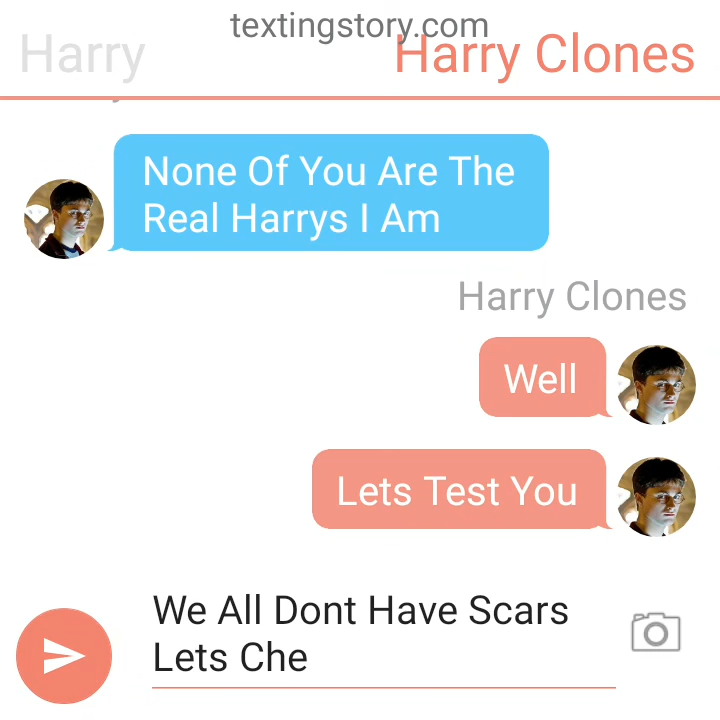 textingstory.com
Harry
Harry Clones
None Of You Are The
Real Harrys I Am
Harry Clones
Well
Lets Test You
We All Dont Have Scars
Lets Che